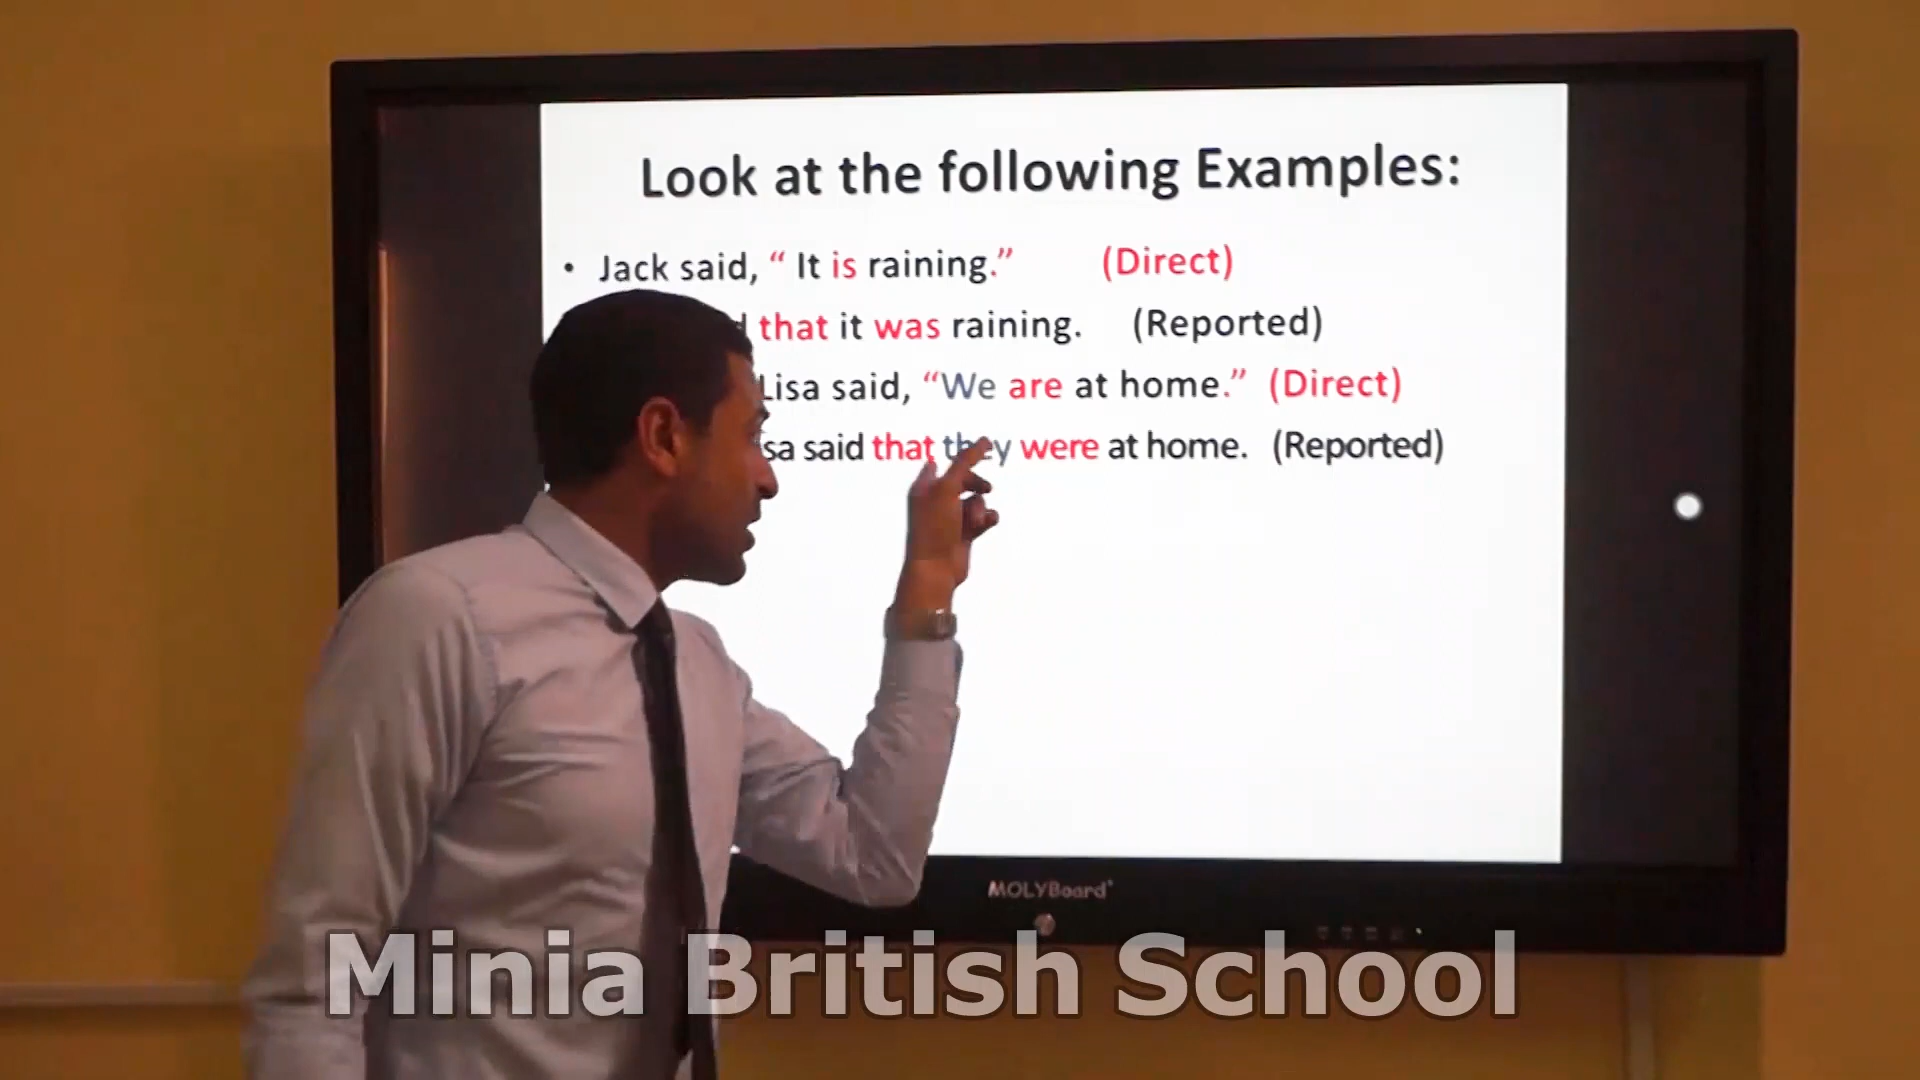 Look at the following Examples:
• Jack said, “ It is raining.” (Direct)
that it was raining. (Reported)
Lisa said, “We are at home.” (Direct)
said that they were at home. (Reported)
MOLYBoard
Minia British School